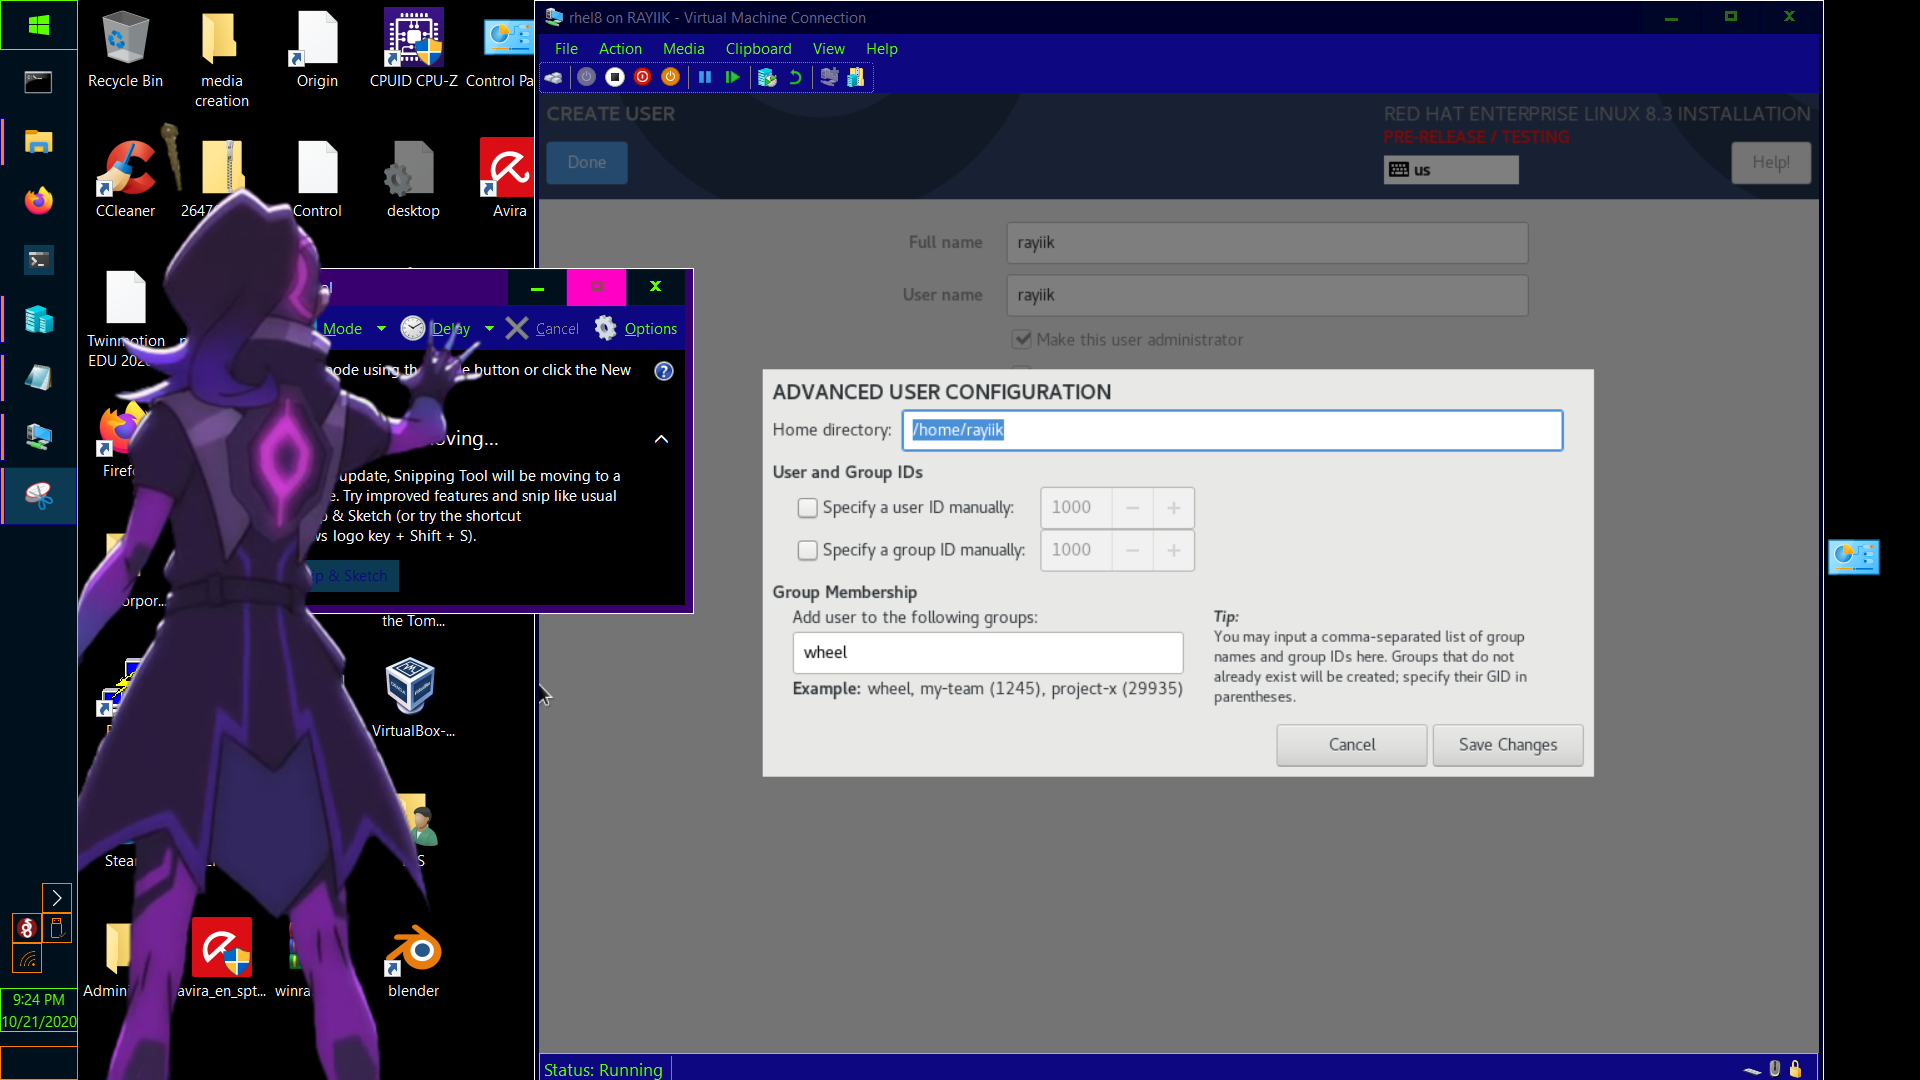 Recycle Bin
media
creation
Origin
CPUID CPU-Z
Control Pa
CCleaner
2647
Control
desktop
Avira
Twinmotion
EDU 202
Firef
orpor...
the Tom...
VirtualBox-...
Stea
S
Admini
avira_en_spt...
winra
blender
9:24 PM
10/21/2020
Mode
Delay
Cancel
Options
ode using th e button or click the New
oving...
update, Snipping Tool will be moving to a
e. Try improved features and snip like usual
p & Sketch (or try the shortcut
ws logo key + Shift + S).
p & Sketch
rhel8 on RAYIIK - Virtual Machine Connection
File Action Media Clipboard View Help
CREATE USER
RED HAT ENTERPRISE LINUX 8.3 INSTALLATION
PRE-RELEASE / TESTING
Done
us
Help!
Full name
rayiik
User name
rayiik
Make this user administrator
ADVANCED USER CONFIGURATION
Home directory: /home/rayiik
User and Group IDs
Specify a user ID manually: 1000 − +
Specify a group ID manually: 1000 − +
Group Membership
Add user to the following groups:
wheel
Example: wheel, my-team (1245), project-x (29935)
Tip:
You may input a comma-separated list of group
names and group IDs here. Groups that do not
already exist will be created; specify their GID in
parentheses.
Cancel
Save Changes
Status: Running